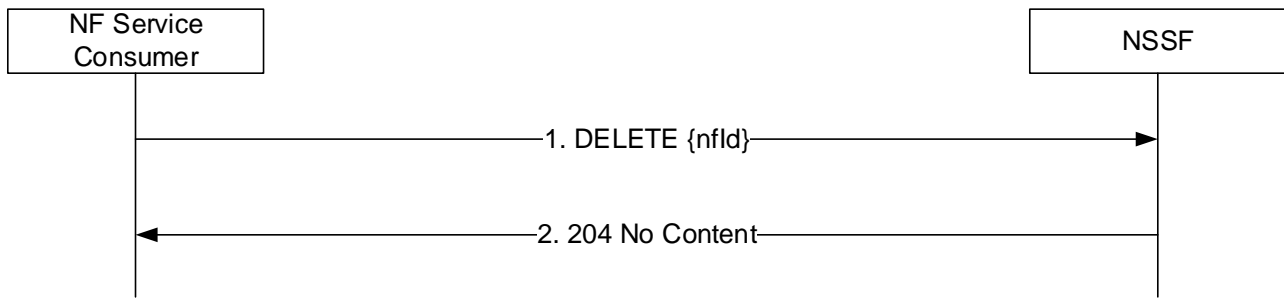 NF Service
Consumer
NSSF
1. DELETE {nfId}
2. 204 No Content